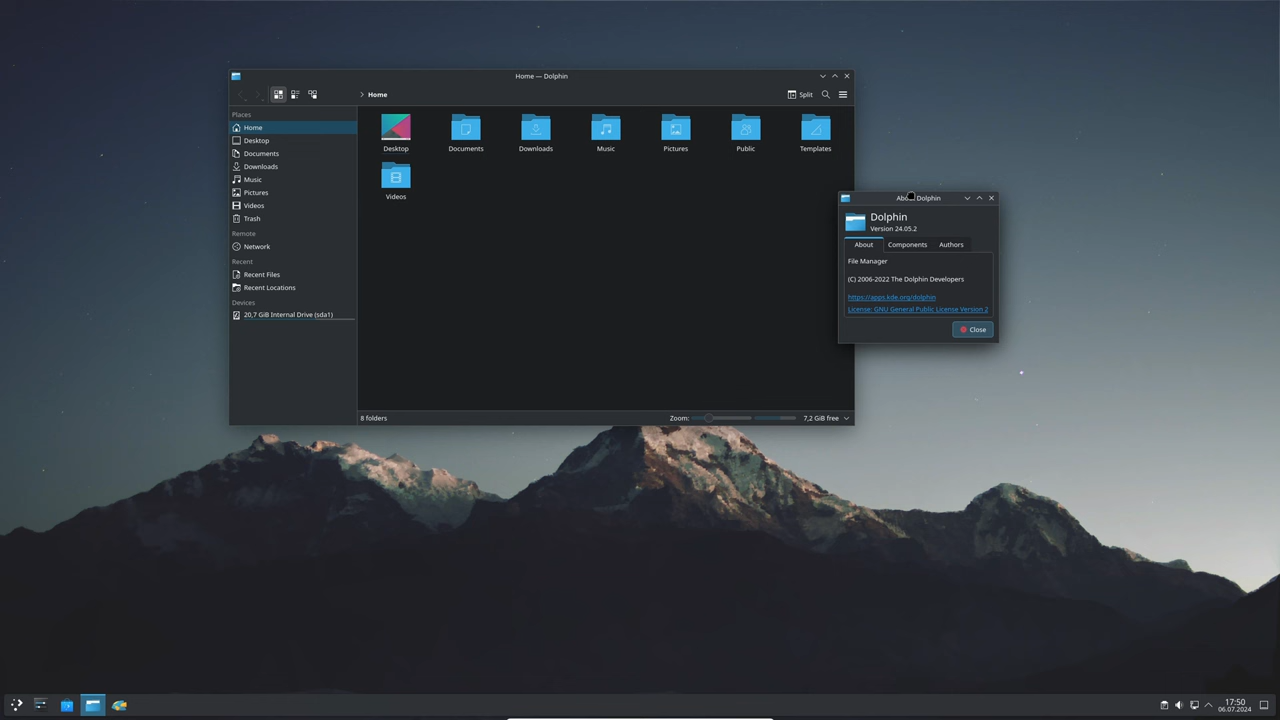 Home — Dolphin
Home
Split
Places
Home
Desktop
Documents
Downloads
Music
Pictures
Videos
Trash
Remote
Network
Recent
Recent Files
Recent Locations
Devices
20,7 GiB Internal Drive (sda1)
Desktop
Documents
Downloads
Music
Pictures
Public
Templates
Videos
8 folders
Zoom:
7,2 GiB free
Dolphin
Dolphin
Version 24.05.2
About
Components
Authors
File Manager
(C) 2006-2022 The Dolphin Developers
https://apps.kde.org/dolphin
License: GNU General Public License Version 2
Close
17:50
06.07.2024